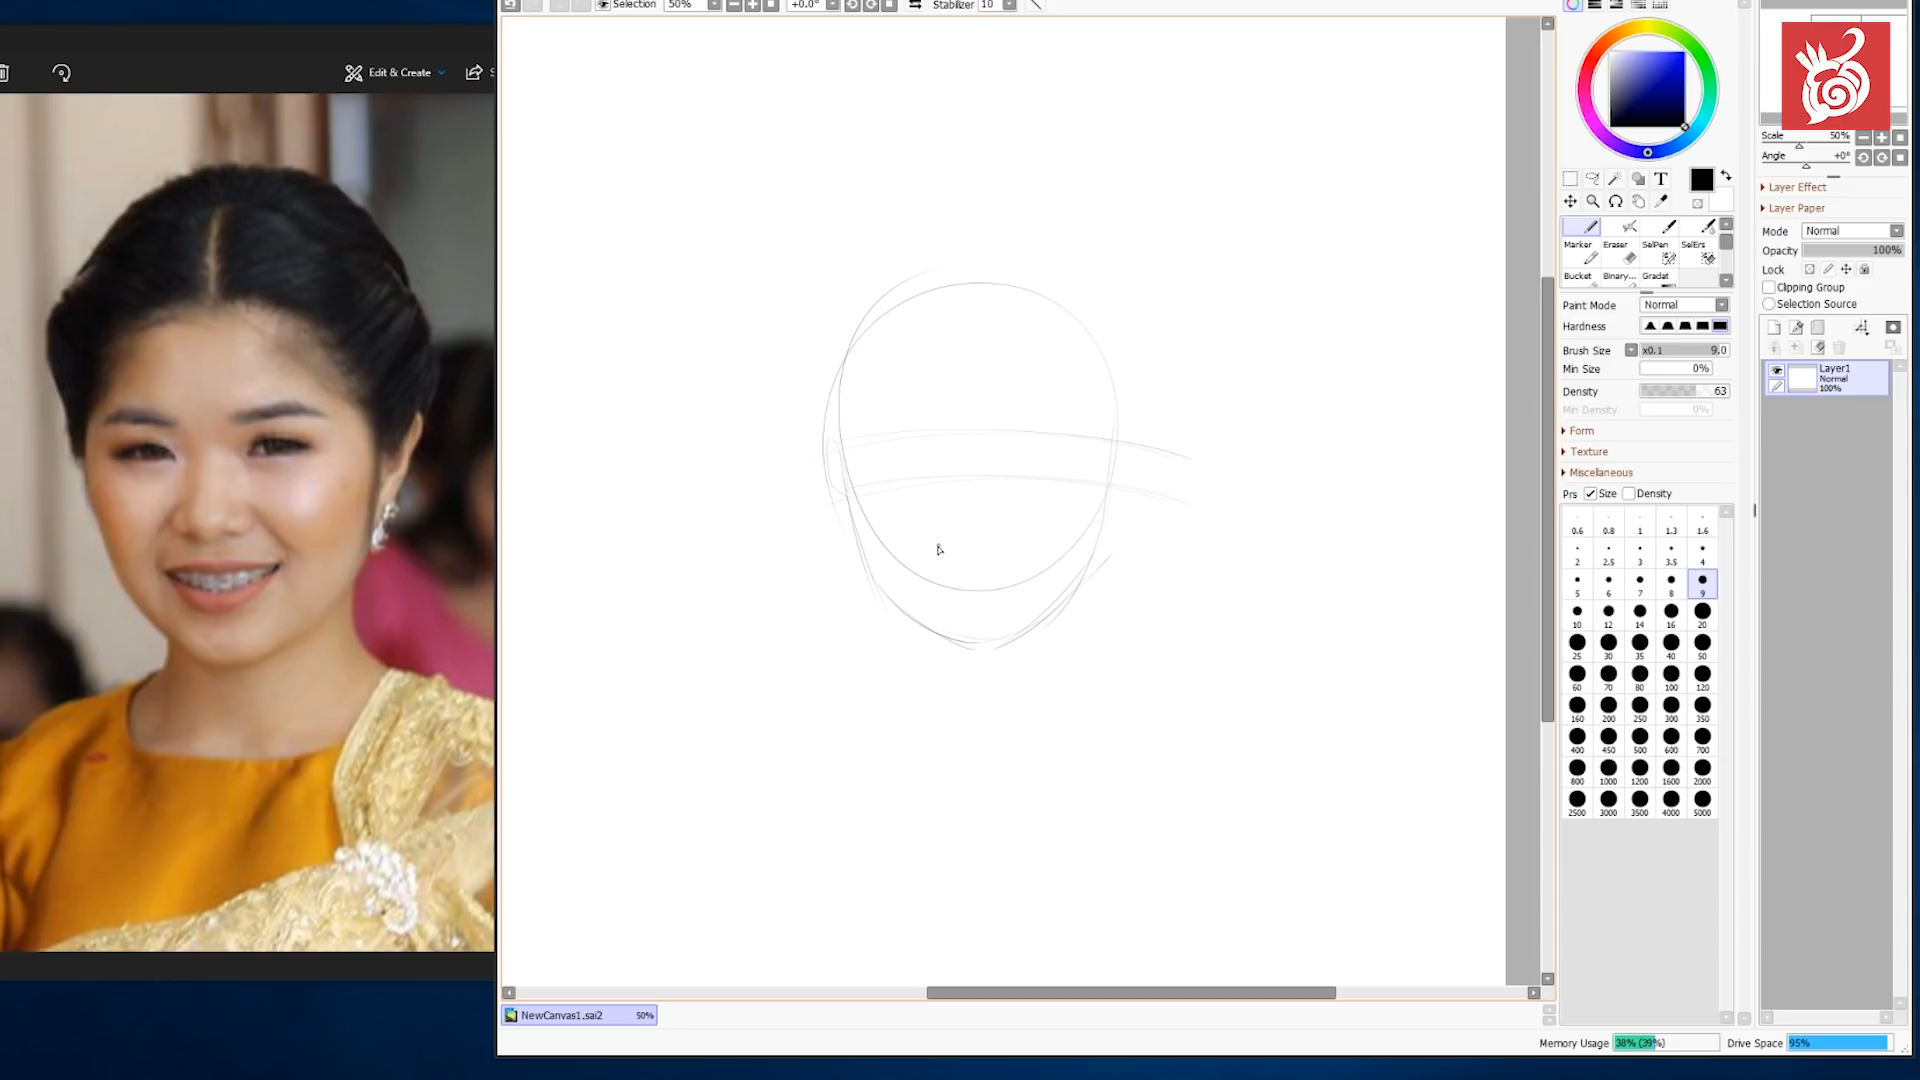 Selection 50% +0.0° Stabilizer 10
Edit & Create
Scale 50%
Angle +0°
Layer Effect
Layer Paper
Mode Normal
Opacity 100%
Lock
Clipping Group
Selection Source
Layer1
Normal
100%
T
Marker Eraser SelPen SelErs
Bucket Binary... Gradat
Paint Mode Normal
Hardness
Brush Size x0.1 9.0
Min Size 0%
Density 63
Min Density 0%
Form
Texture
Miscellaneous
Prs Size Density
0.6 0.8 1 1.3 1.6
2 2.5 3 3.5 4
5 6 7 8 9
10 12 14 16 20
25 30 35 40 50
60 70 80 100 120
160 200 250 300 350
400 450 500 600 700
800 1000 1200 1600 2000
2500 3000 3500 4000 5000
NewCanvas1.sai2 50%
Memory Usage 38% (39%) Drive Space 95%